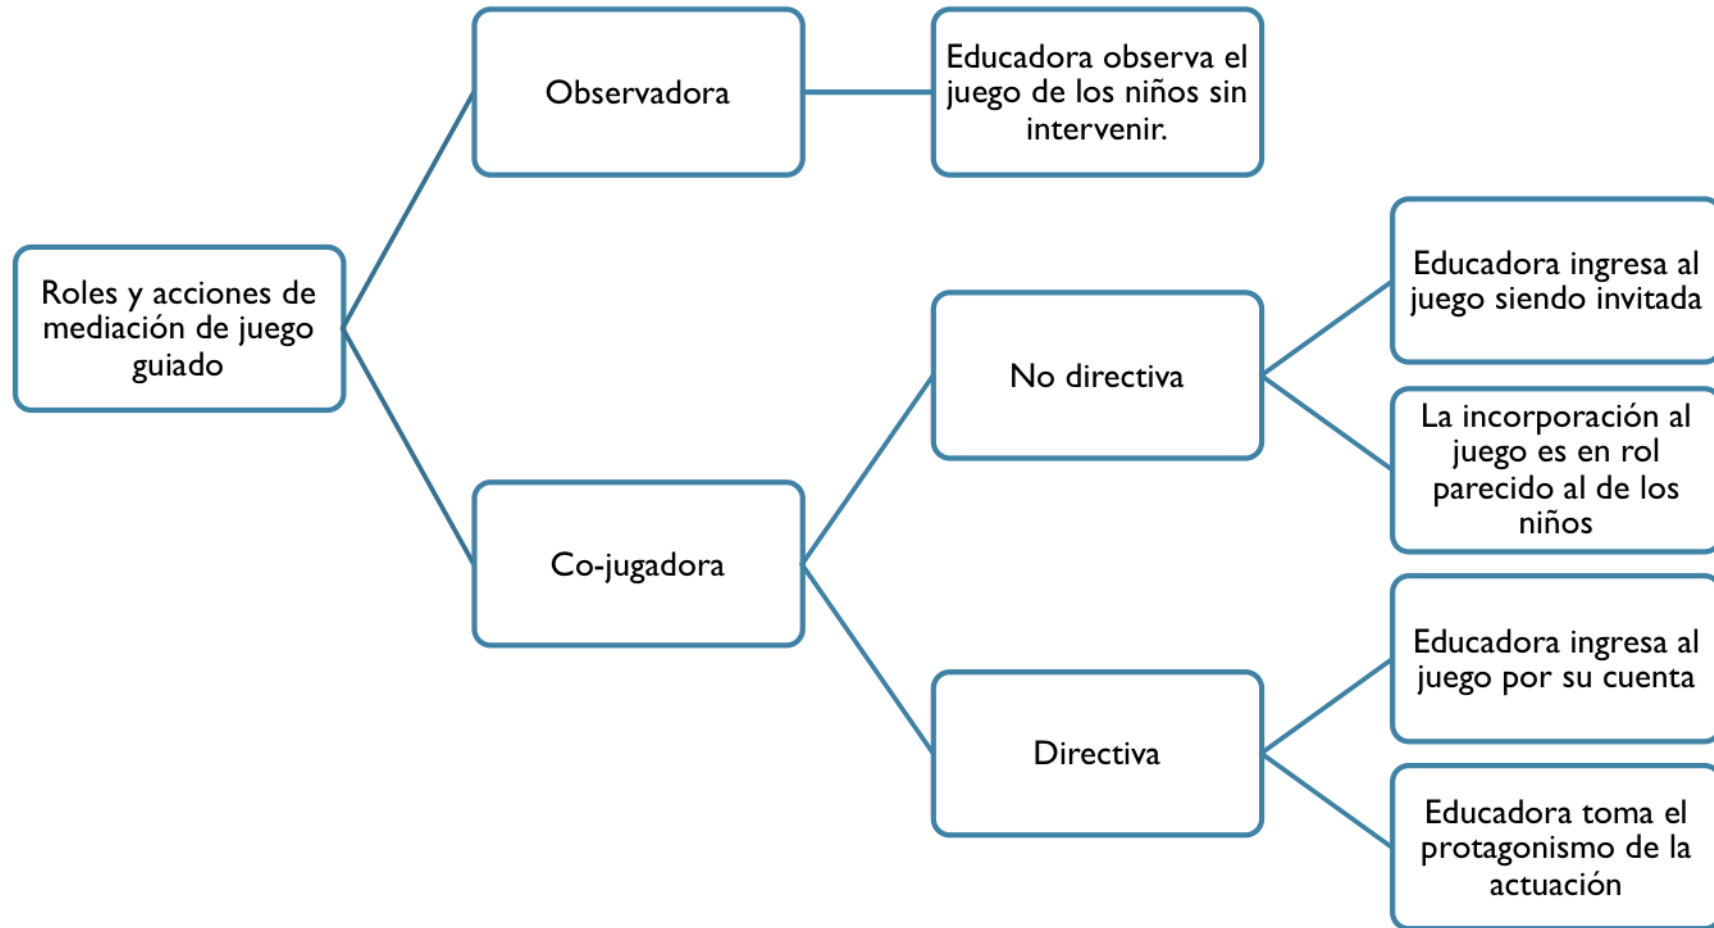 Roles y acciones de
mediación de juego
guiado
Observadora
Educadora observa el
juego de los niños sin
intervenir.
Co-jugadora
No directiva
Educadora ingresa al
juego siendo invitada
La incorporación al
juego es en rol
parecido al de los
niños
Directiva
Educadora ingresa al
juego por su cuenta
Educadora toma el
protagonismo de la
actuación